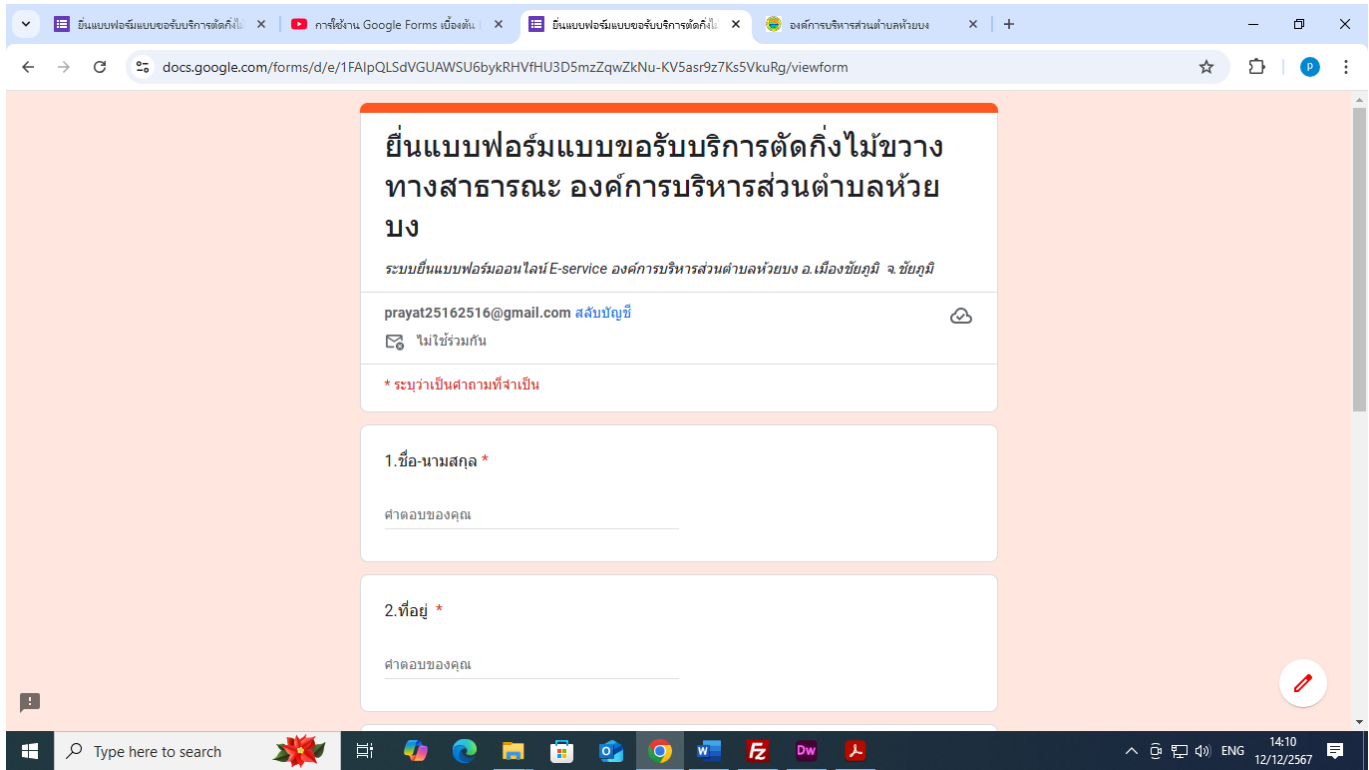 ยื่นแบบฟอร์มแบบขอรับบริการตัดกิ่งไม้
การใช้งาน Google Forms เบื้องต้น
ยื่นแบบฟอร์มแบบขอรับบริการตัดกิ่งไม้
องค์การบริหารส่วนตำบลห้วยบง
docs.google.com/forms/d/e/1FAIpQLSdVGUAWSU6bykRHVfHU3D5mzZqwZkNu-KV5asr9z7Ks5VkuRg/viewform
P
ยื่นแบบฟอร์มแบบขอรับบริการตัดกิ่งไม้ขวาง
ทางสาธารณะ องค์การบริหารส่วนตำบลห้วย
บง
ระบบยื่นแบบฟอร์มออนไลน์ E-service องค์การบริหารส่วนตำบลห้วยบง อ.เมืองชัยภูมิ จ.ชัยภูมิ
prayat25162516@gmail.com สลับบัญชี
ไม่ใช้ร่วมกัน
* ระบุว่าเป็นคำถามที่จำเป็น
1.ชื่อ-นามสกุล *
คำตอบของคุณ
2.ที่อยู่ *
คำตอบของคุณ
Type here to search
Dw
ENG
14:10
12/12/2567